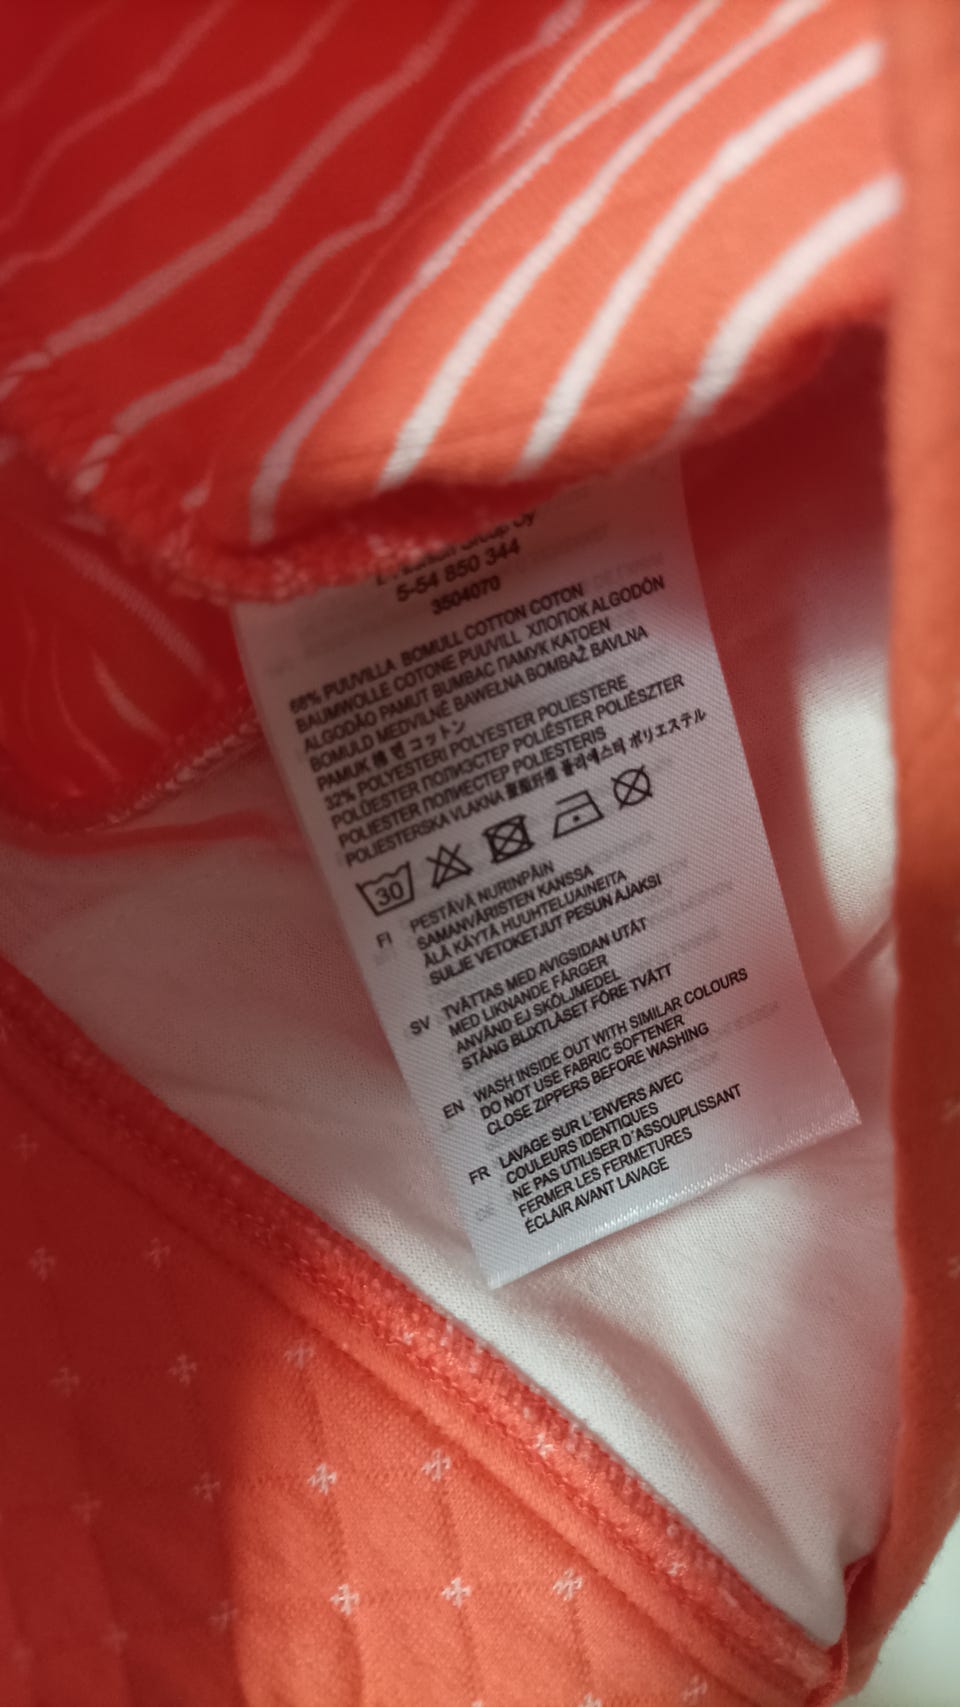 5-54 850 344
3504070
68% PUUVILLA BOMULL COTTON COTON
BAUMWOLLE COTONE PUUVILL ХЛОПОК ALGODÓN
ALGODÃO PAMUT BUMBAC ПАМУК KATOEN
BOMULD MEDVILNĖ BAWEŁNA BOMBAŽ BAVLNA
PAMUK 棉 면 コットン
32% POLYESTERI POLYESTER POLIESTERE
POLÜESTER ПОЛИЭСТЕР POLIÉSTER POLIÉSZTER
POLIESTER ПОЛИЕСТЕР POLIESTERIS
POLIESTERSKA VLAKNA 聚酯纤维 폴리에스터 ポリエステル
30
FI PESTÄVÄ NURINPÄIN
SAMANVÄRISTEN KANSSA
ÄLÄ KÄYTÄ HUUHTELUAINEITA
SULJE VETOKETJUT PESUN AJAKSI
SV TVÄTTAS MED AVIGSIDAN UTÅT
MED LIKNANDE FÄRGER
ANVÄND EJ SKÖLJMEDEL
STÄNG BLIXTLÅSET FÖRE TVÄTT
EN WASH INSIDE OUT WITH SIMILAR COLOURS
DO NOT USE FABRIC SOFTENER
CLOSE ZIPPERS BEFORE WASHING
FR LAVAGE SUR L'ENVERS AVEC
COULEURS IDENTIQUES
NE PAS UTILISER D'ASSOUPLISSANT
FERMER LES FERMETURES
ÉCLAIR AVANT LAVAGE